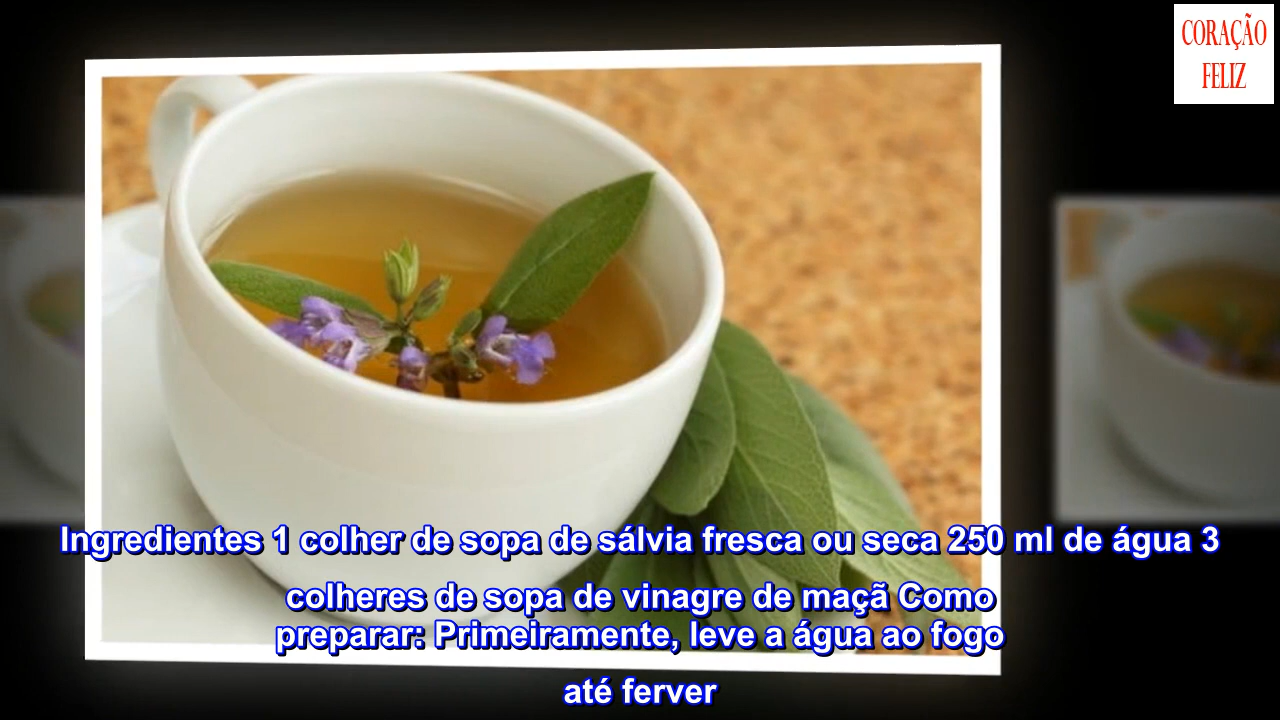 CORAÇÃO
FELIZ
Ingredientes 1 colher de sopa de sálvia fresca ou seca 250 ml de água 3
colheres de sopa de vinagre de maçã Como
preparar: Primeiramente, leve a água ao fogo
até ferver